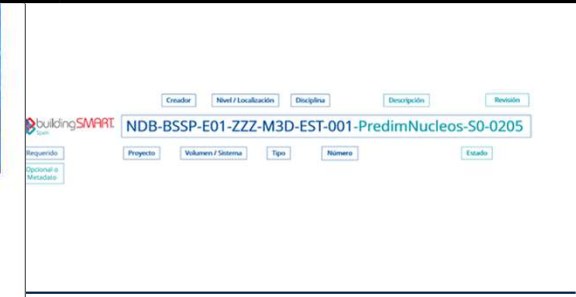 Creador Nivel / Localización Disciplina Descripción Revisión
buildingSMART
Spain
NDB-BSSP-E01-ZZZ-M3D-EST-001-PredimNucleos-S0-0205
Requerido Proyecto Volumen / Sistema Tipo Número Estado
Opcional o
Metadato